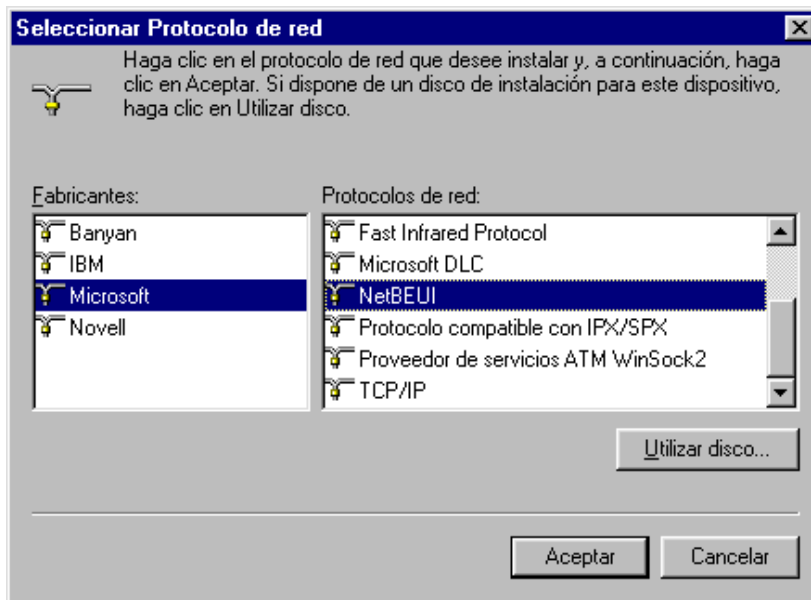 Seleccionar Protocolo de red
Haga clic en el protocolo de red que desee instalar y, a continuación, haga
clic en Aceptar. Si dispone de un disco de instalación para este dispositivo,
haga clic en Utilizar disco.
Fabricantes:
Banyan
IBM
Microsoft
Novell
Protocolos de red:
Fast Infrared Protocol
Microsoft DLC
NetBEUI
Protocolo compatible con IPX/SPX
Proveedor de servicios ATM WinSock2
TCP/IP
Utilizar disco...
Aceptar
Cancelar